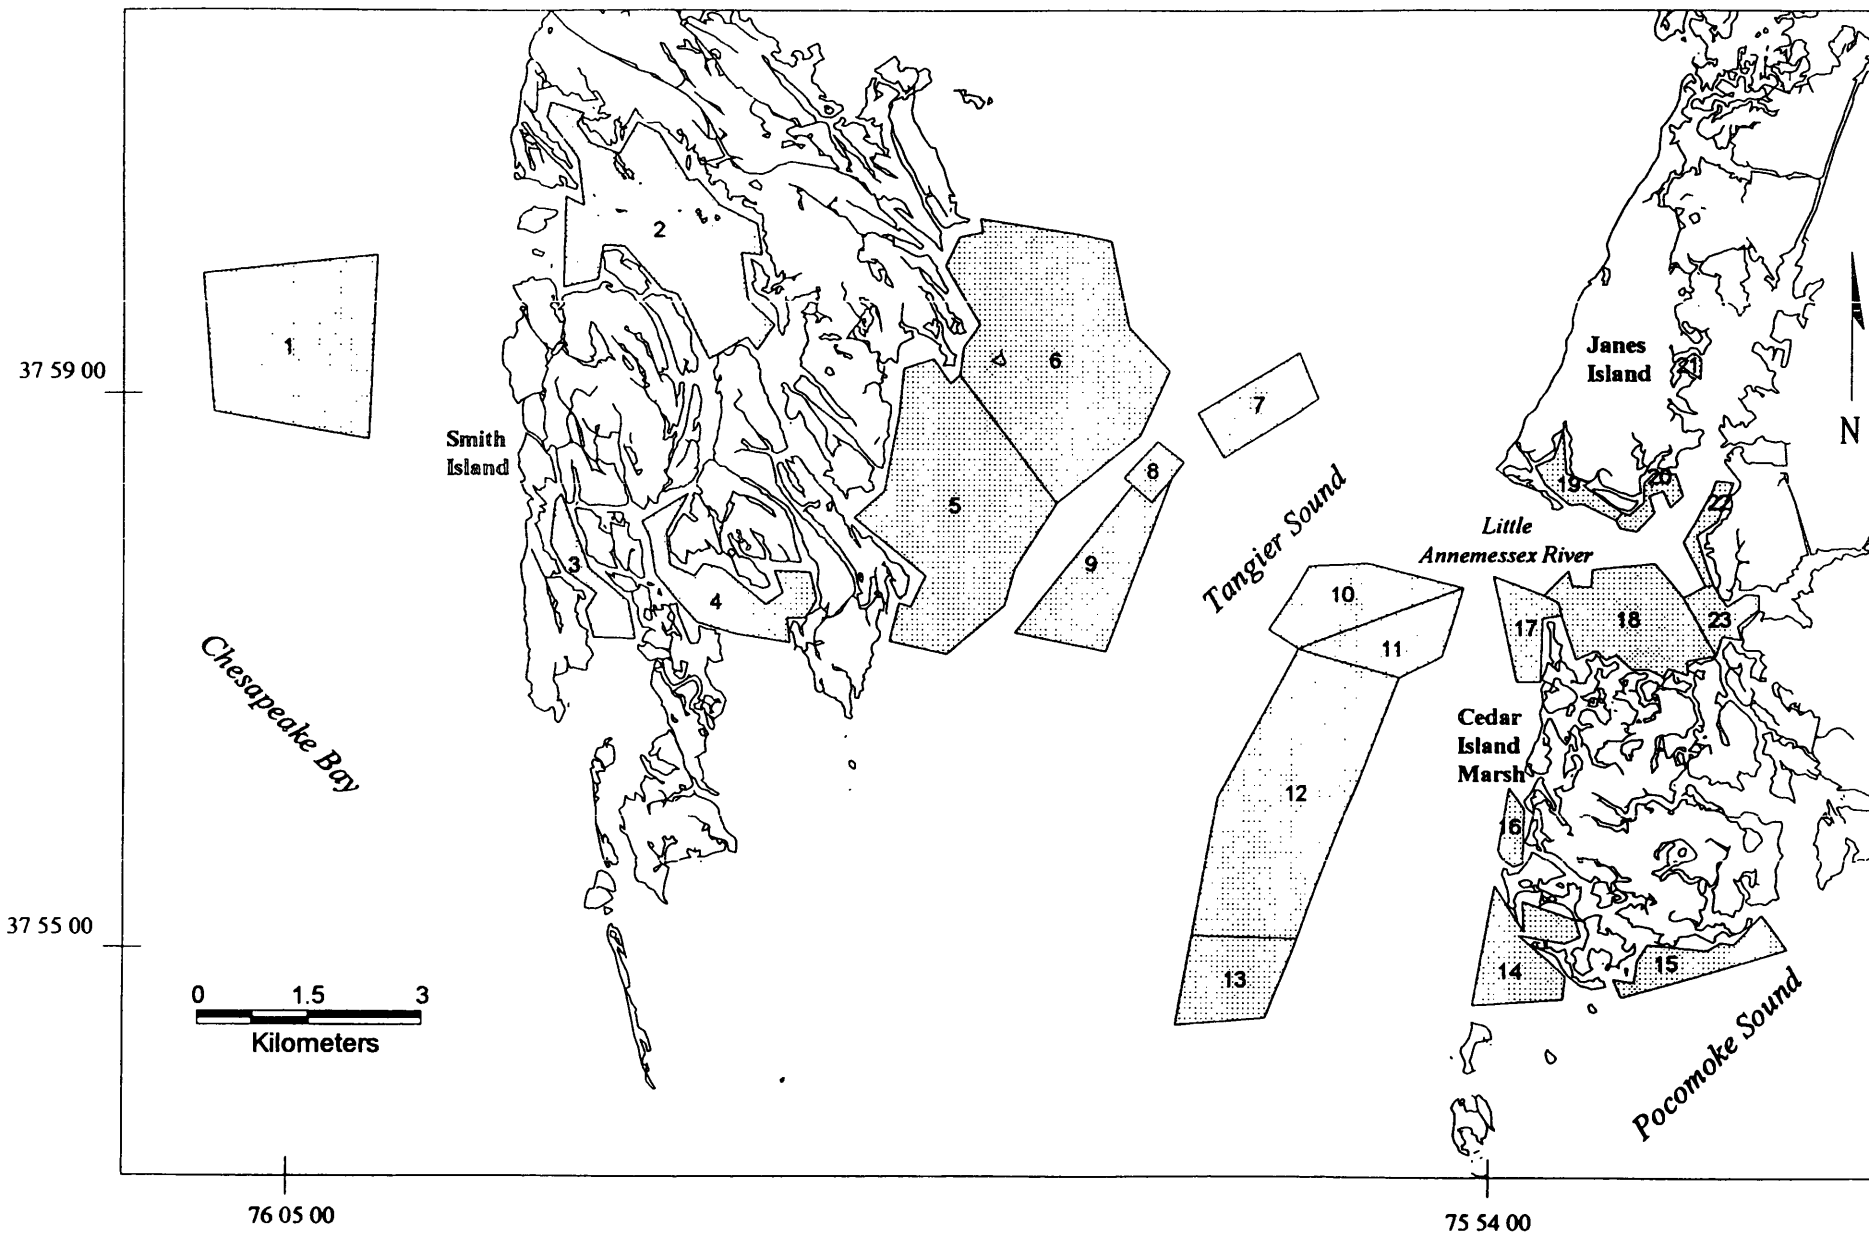 2
1
6
Janes
Island
21
37 59 00
7
N
Smith
Island
8
20
19
22
5
Tangier Sound
Little
Annemessex River
3
9
4
10
17
18
23
11
Chesapeake Bay
Cedar
Island
Marsh
12
16
37 55 00
14
15
13
0 1.5 3
Kilometers
Pocomoke Sound
76 05 00
75 54 00